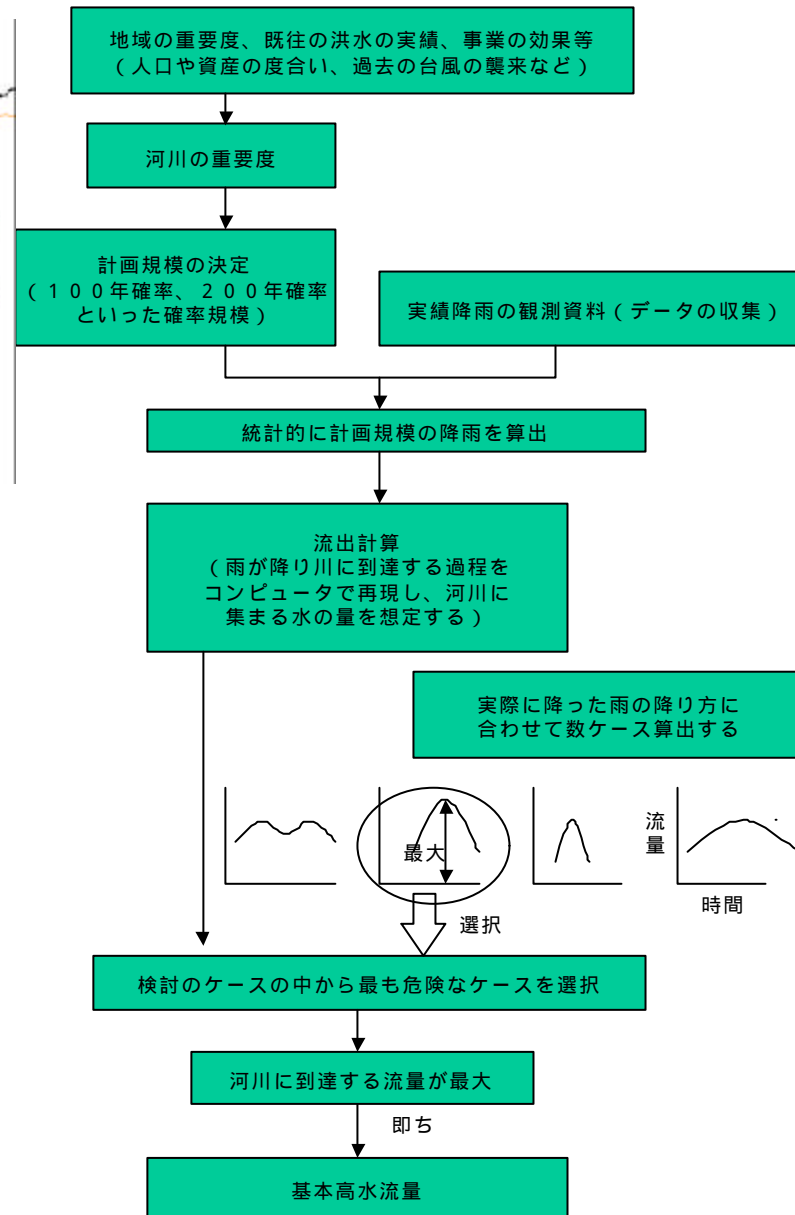 地域の重要度、既往の洪水の実績、事業の効果等
(人口や資産の度合い、過去の台風の襲来など)
河川の重要度
計画規模の決定
(100年確率、200年確率
といった確率規模)
実績降雨の観測資料(データの収集)
統計的に計画規模の降雨を算出
流出計算
(雨が降り川に到達する過程を
コンピュータで再現し、河川に
集まる水の量を想定する)
実際に降った雨の降り方に
合わせて数ケース算出する
最大
流量
時間
選択
検討のケースの中から最も危険なケースを選択
河川に到達する流量が最大
即ち
基本高水流量